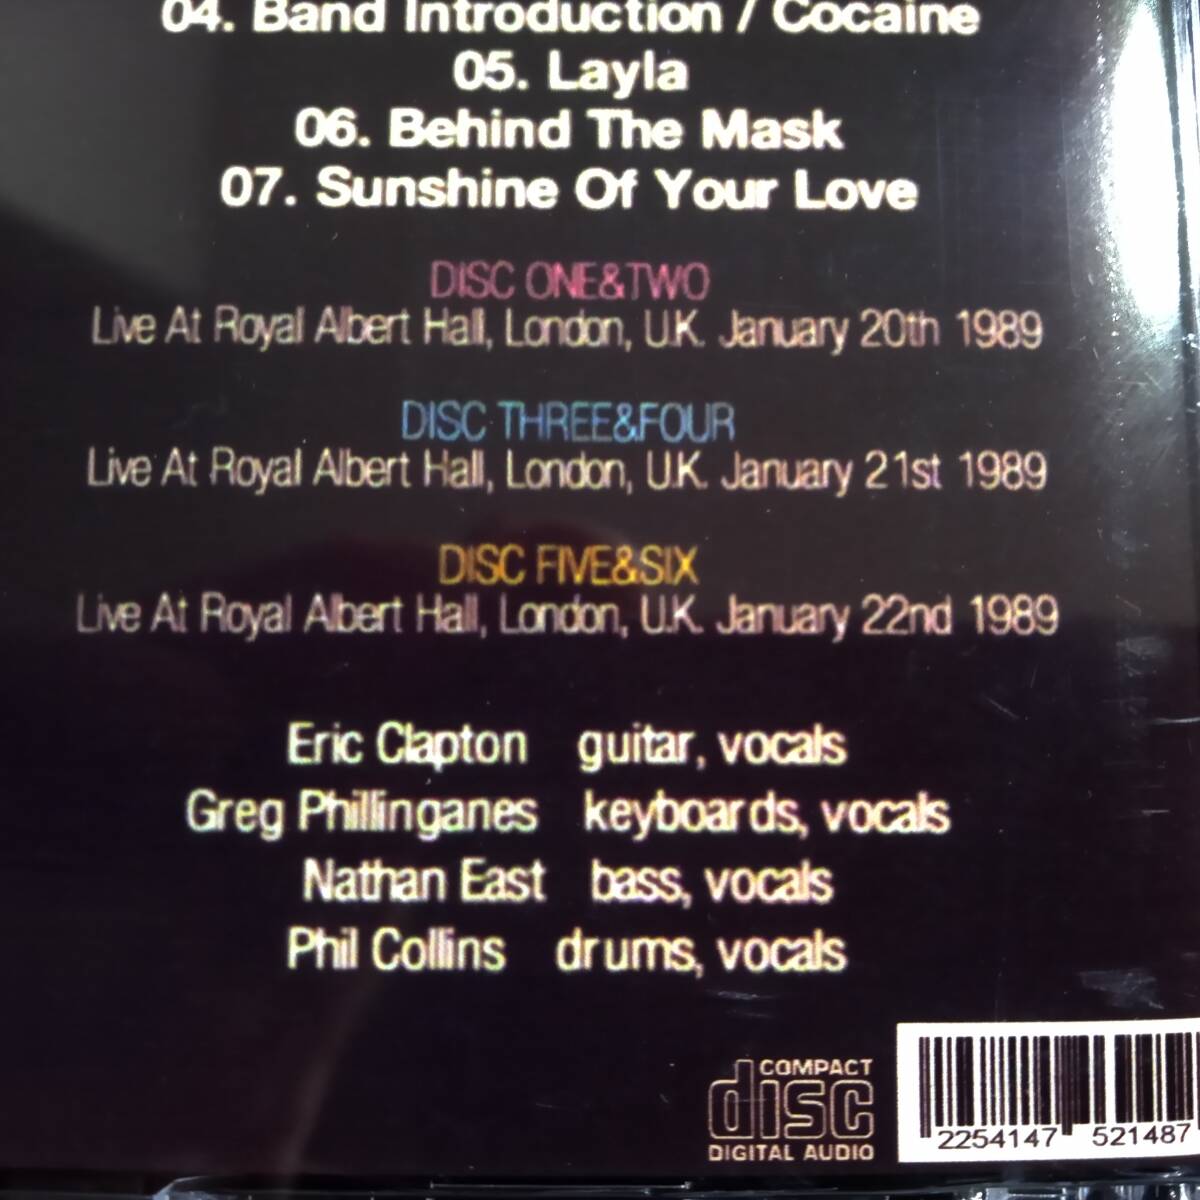 04. Band Introduction / Cocaine
05. Layla
06. Behind The Mask
07. Sunshine Of Your Love
DISC ONE&TWO
Live At Royal Albert Hall, London, U.K. January 20th 1989
DISC THREE&FOUR
Live At Royal Albert Hall, London, U.K. January 21st 1989
DISC FIVE&SIX
Live At Royal Albert Hall, London, U.K. January 22nd 1989
Eric Clapton guitar, vocals
Greg Phillinganes keyboards, vocals
Nathan East bass, vocals
Phil Collins drums, vocals
COMPACT
disc
DIGITAL AUDIO
2254147 521487